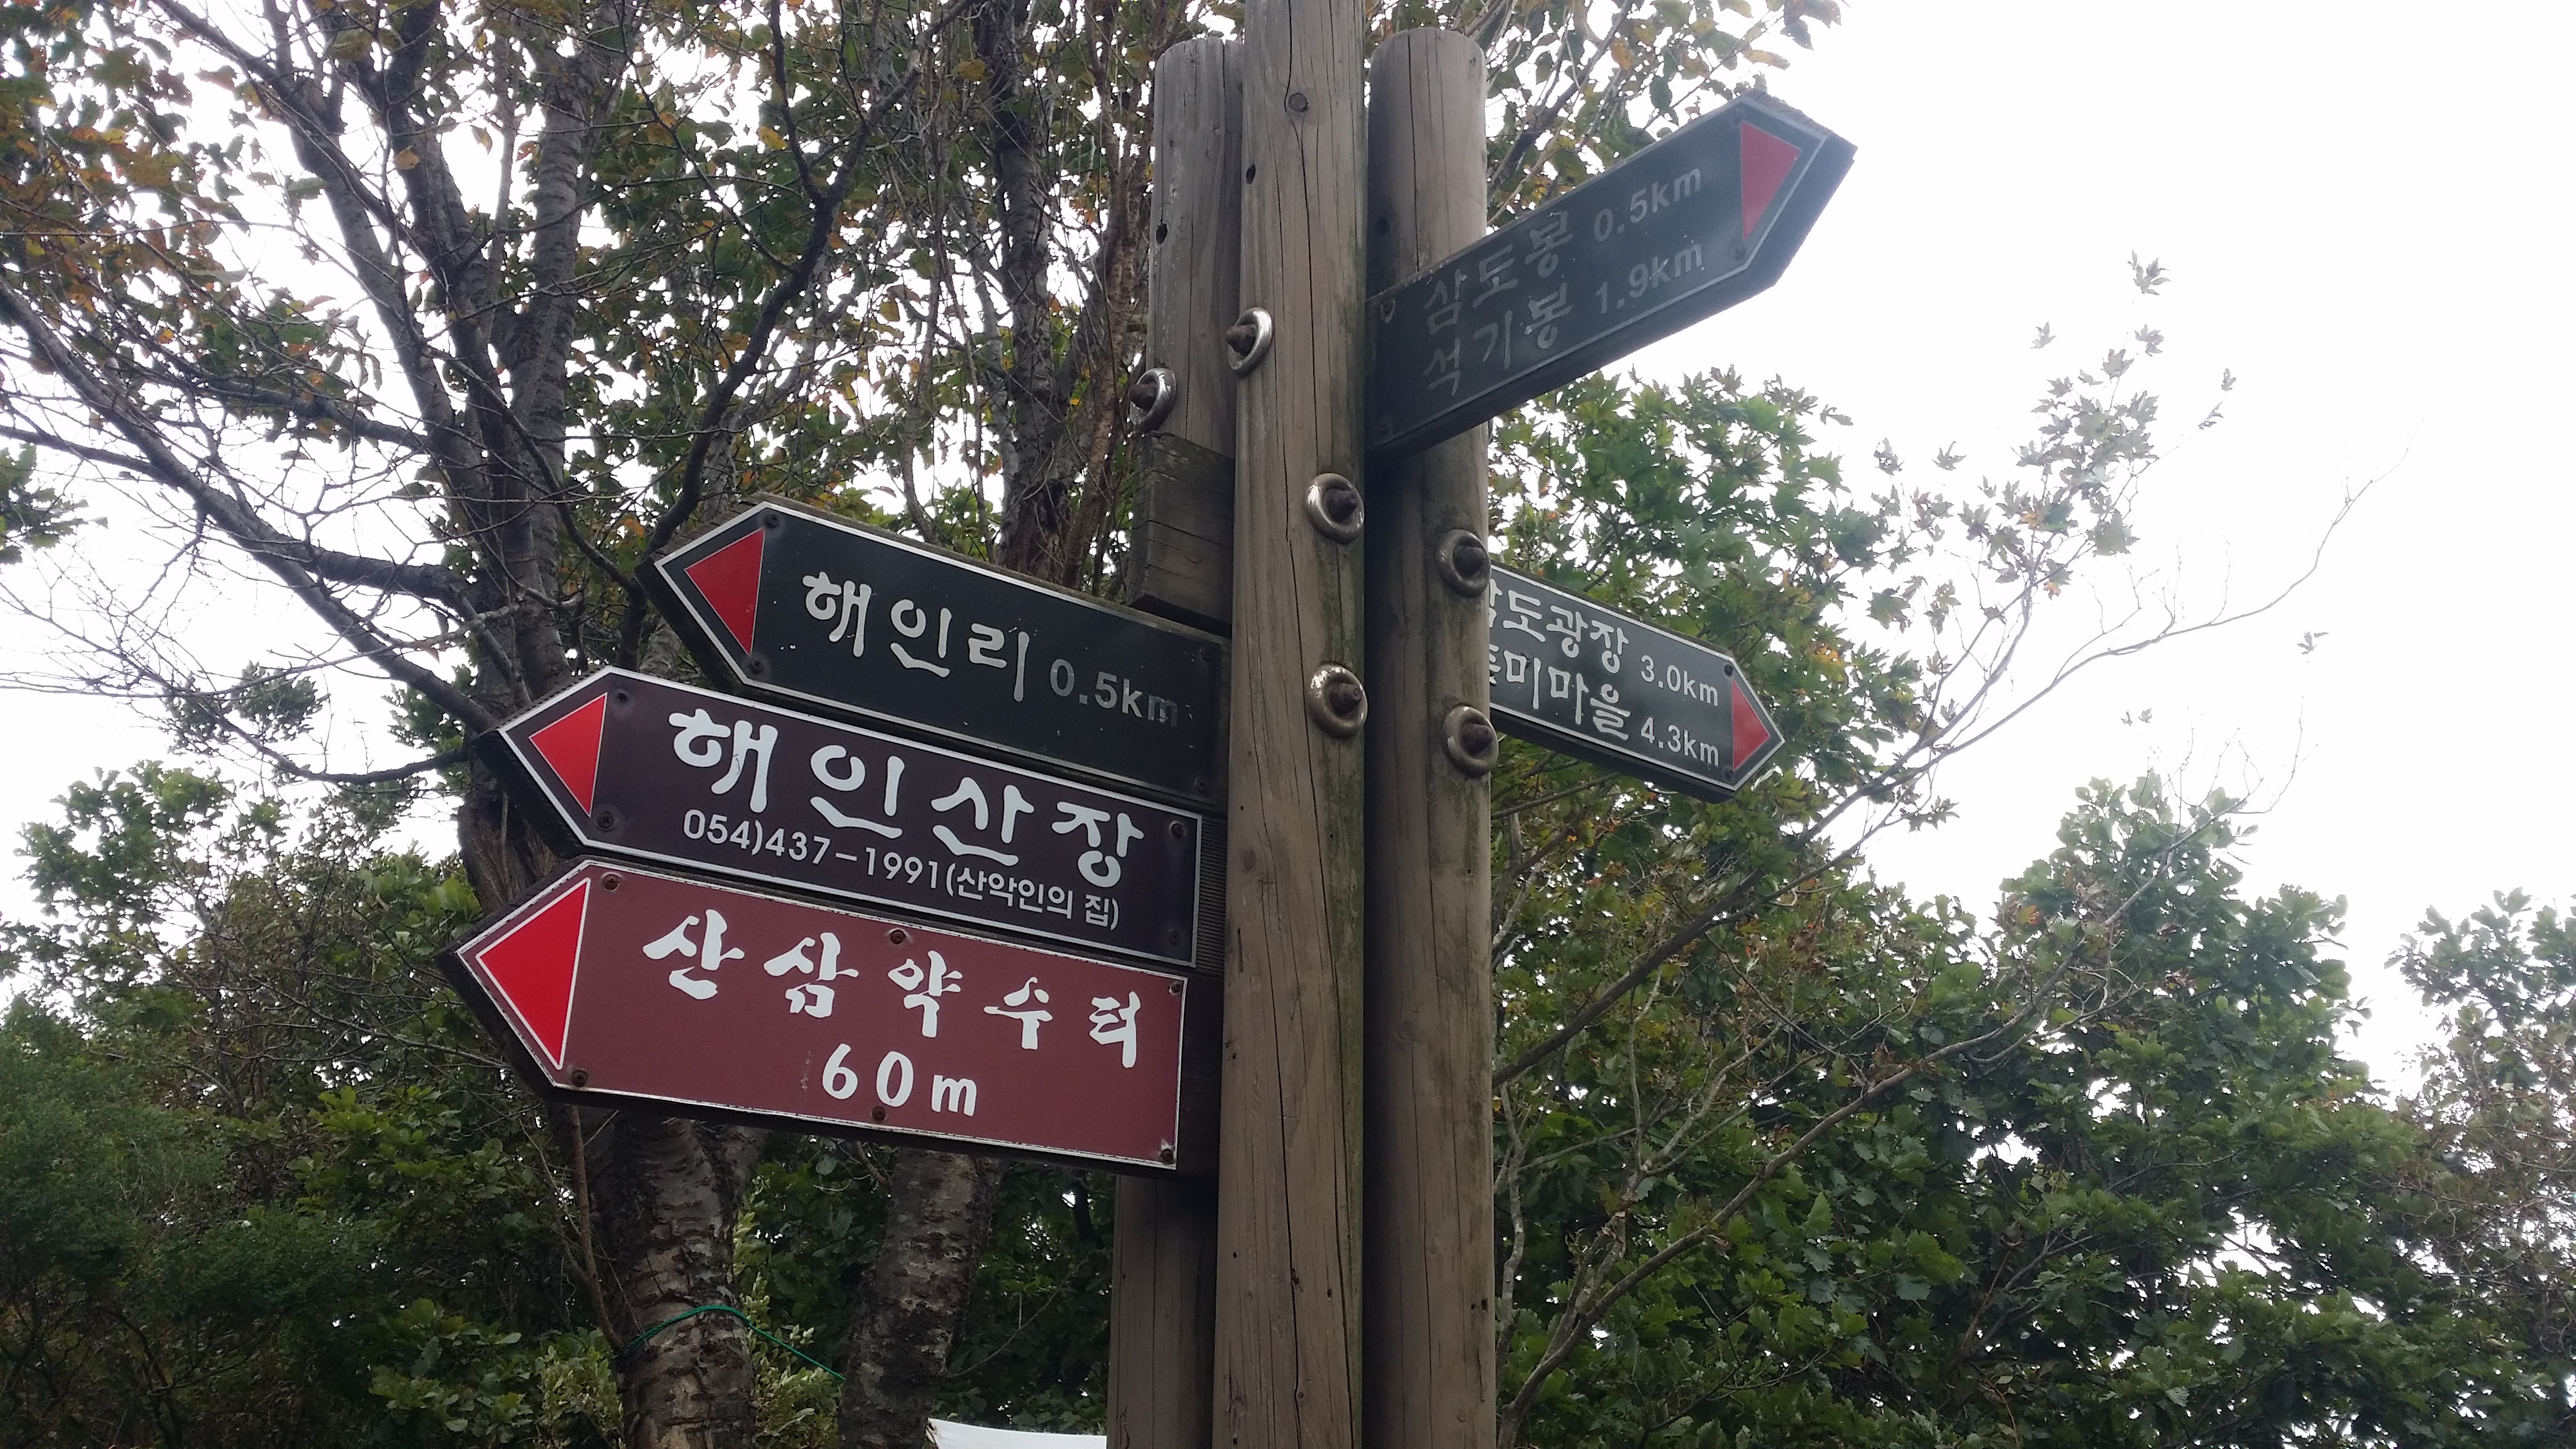 삼도봉 0.5km
석기봉 1.9km
해인리 0.5km
해인산장
054)437-1991(산악인의 집)
산삼약수터
60m
도광장 3.0km
미마을 4.3km